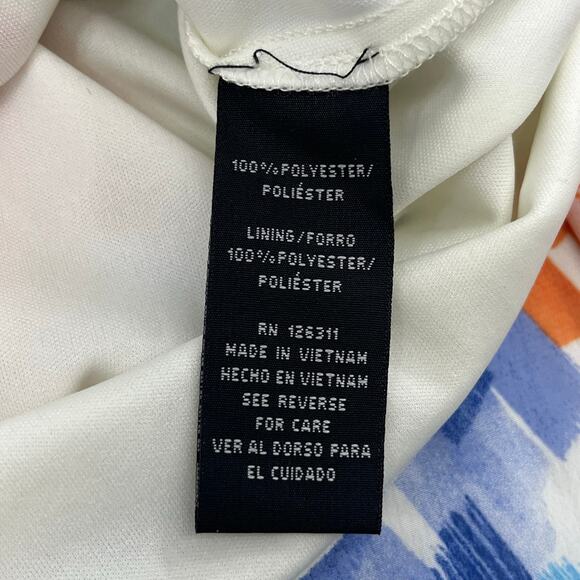 100% POLYESTER/
POLIÉSTER
LINING/FORRO
100% POLYESTER/
POLIÉSTER
RN 126311
MADE IN VIETNAM
HECHO EN VIETNAM
SEE REVERSE
FOR CARE
VER AL DORSO PARA
EL CUIDADO